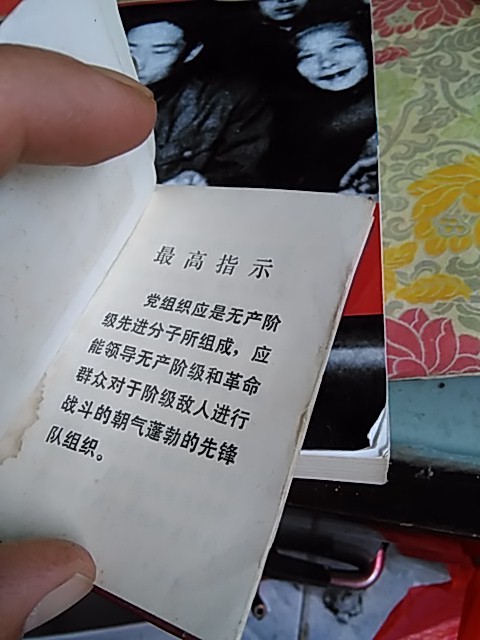 最高指示
党组织应是无产阶
级先进分子所组成，应
能领导无产阶级和革命
群众对于阶级敌人进行
战斗的朝气蓬勃的先锋
队组织。